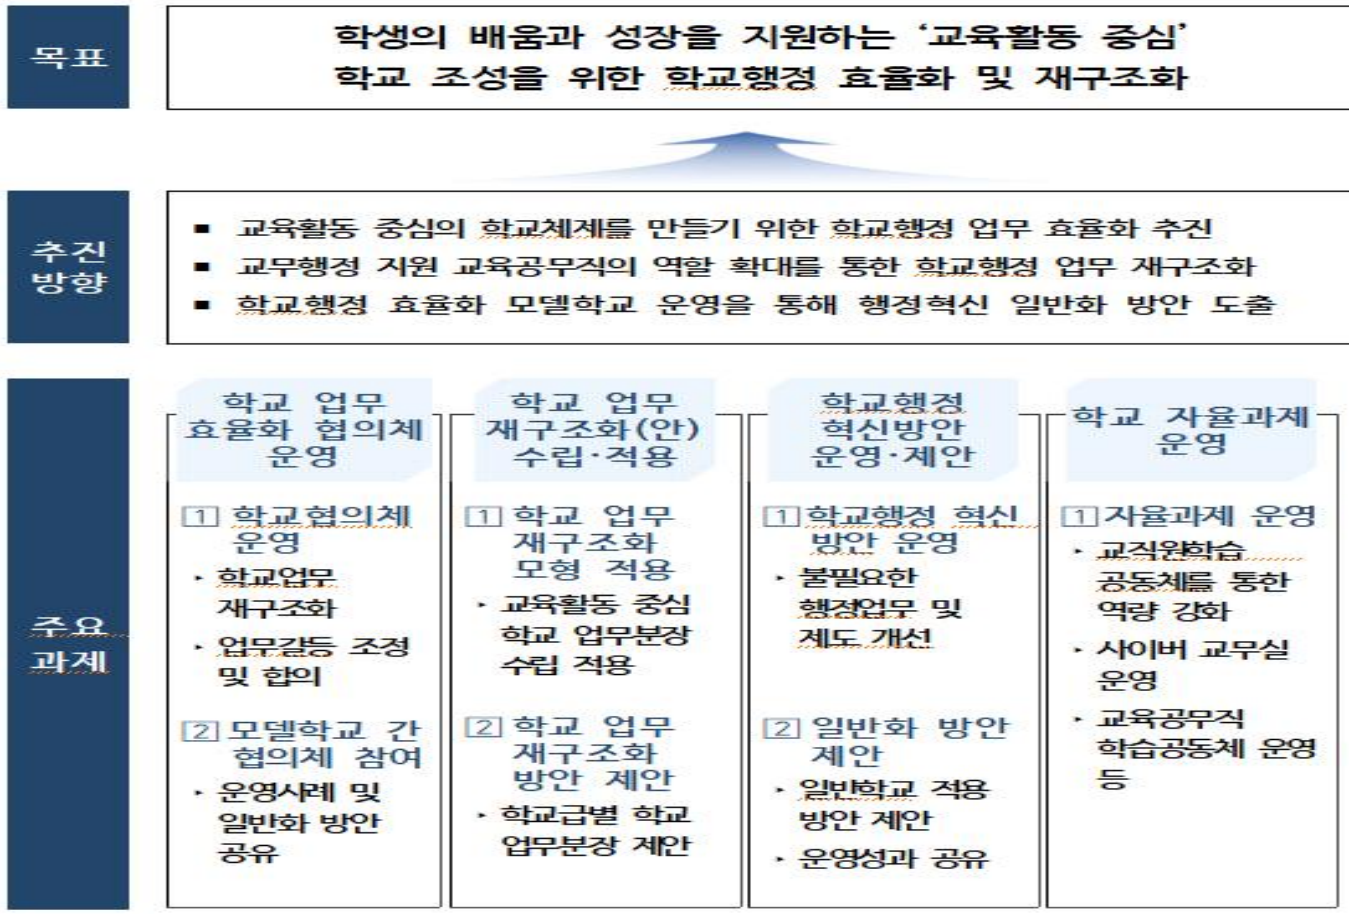 목표
학생의 배움과 성장을 지원하는 ‘교육활동 중심’
학교 조성을 위한 학교행정 효율화 및 재구조화
추진
방향
▪ 교육활동 중심의 학교체제를 만들기 위한 학교행정 업무 효율화 추진
▪ 교무행정 지원 교육공무직의 역할 확대를 통한 학교행정 업무 재구조화
▪ 학교행정 효율화 모델학교 운영을 통해 행정혁신 일반화 방안 도출
주요
과제
학교 업무
효율화 협의체
운영
1 학교협의체
운영
‣ 학교업무
재구조화
‣ 업무갈등 조정
및 합의
2 모델학교 간
협의체 참여
‣ 운영사례 및
일반화 방안
공유
학교 업무
재구조화(안)
수립·적용
1 학교 업무
재구조화
모형 적용
‣ 교육활동 중심
학교 업무분장
수립 적용
2 학교 업무
재구조화
방안 제안
‣ 학교급별 학교
업무분장 제안
학교행정
혁신방안
운영·제안
1 학교행정 혁신
방안 운영
‣ 불필요한
행정업무 및
제도 개선
2 일반화 방안
제안
‣ 일반학교 적용
방안 제안
‣ 운영성과 공유
학교 자율과제
운영
1 자율과제 운영
‣ 교직원학습
공동체를 통한
역량 강화
‣ 사이버 교무실
운영
‣ 교육공무직
학습공동체 운영
등